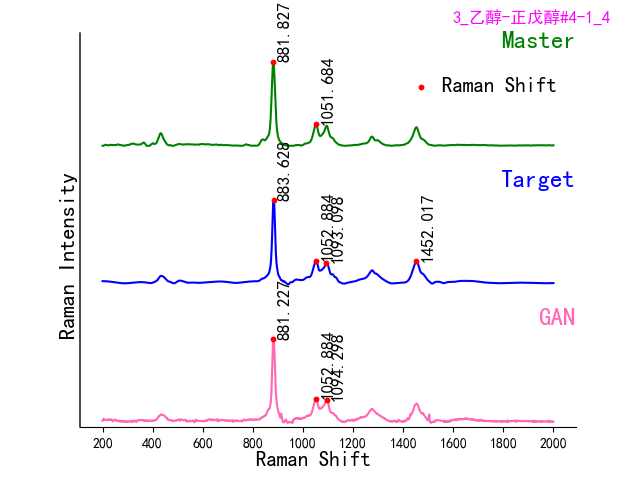 3_乙醇-正戊醇#4-1_4
Master
Raman Shift
881.827
1051.684
Target
883.628
1052.884
1093.098
1452.017
GAN
881.227
1052.884
1094.298
Raman Intensity
200 400 600 800 1000 1200 1400 1600 1800 2000
Raman Shift